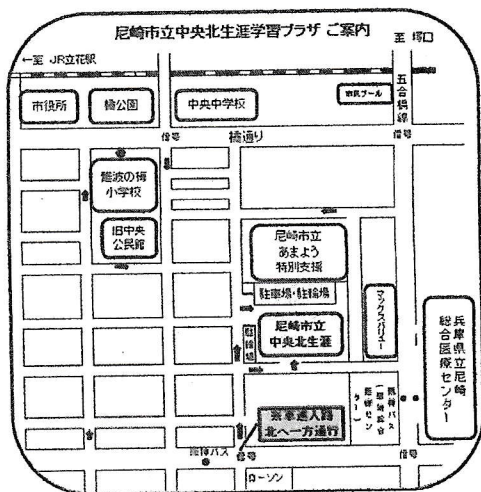 尼崎市立中央北生涯学習プラザ ご案内
至 塚口
←至 JR立花駅
市役所
橘公園
中央中学校
市民プール
五合橋線
信号
橘通り
信号
難波の梅
小学校
旧中央
公民館
尼崎市立
あまよう
特別支援
駐車場・駐輪場
駐輪場
尼崎市立
中央北生涯
マックスバリュー
兵庫県立尼崎
総合医療センター
阪神バス
北へ一方通行
阪神バス
信号
信号
ローソン